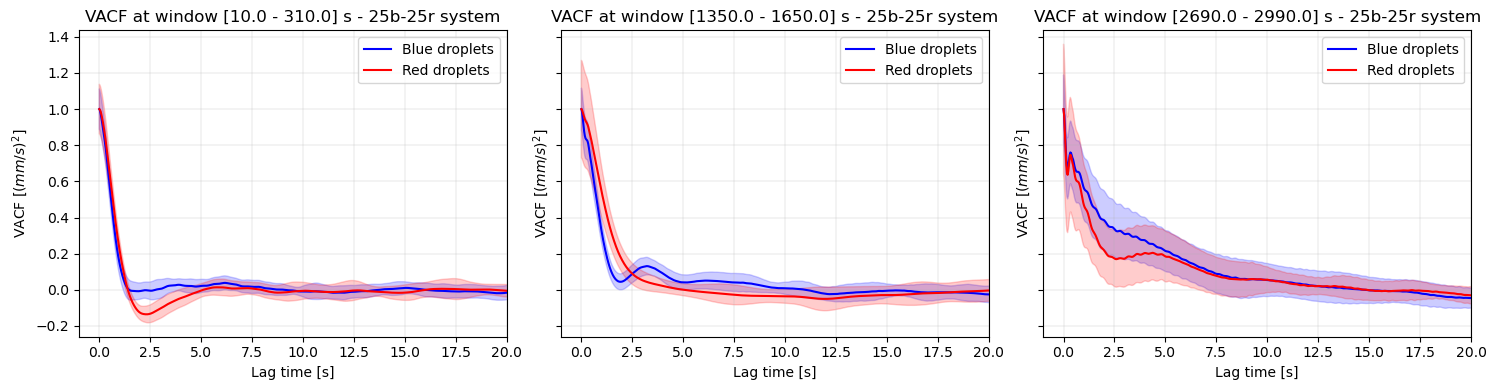 VACF at window [10.0 - 310.0] s - 25b-25r system
VACF [(mm/s)²]
1.4
1.2
1.0
0.8
0.6
0.4
0.2
0.0
−0.2
Blue droplets
Red droplets
0.0 2.5 5.0 7.5 10.0 12.5 15.0 17.5 20.0
Lag time [s]
VACF at window [1350.0 - 1650.0] s - 25b-25r system
VACF [(mm/s)²]
Blue droplets
Red droplets
0.0 2.5 5.0 7.5 10.0 12.5 15.0 17.5 20.0
Lag time [s]
VACF at window [2690.0 - 2990.0] s - 25b-25r system
VACF [(mm/s)²]
Blue droplets
Red droplets
0.0 2.5 5.0 7.5 10.0 12.5 15.0 17.5 20.0
Lag time [s]